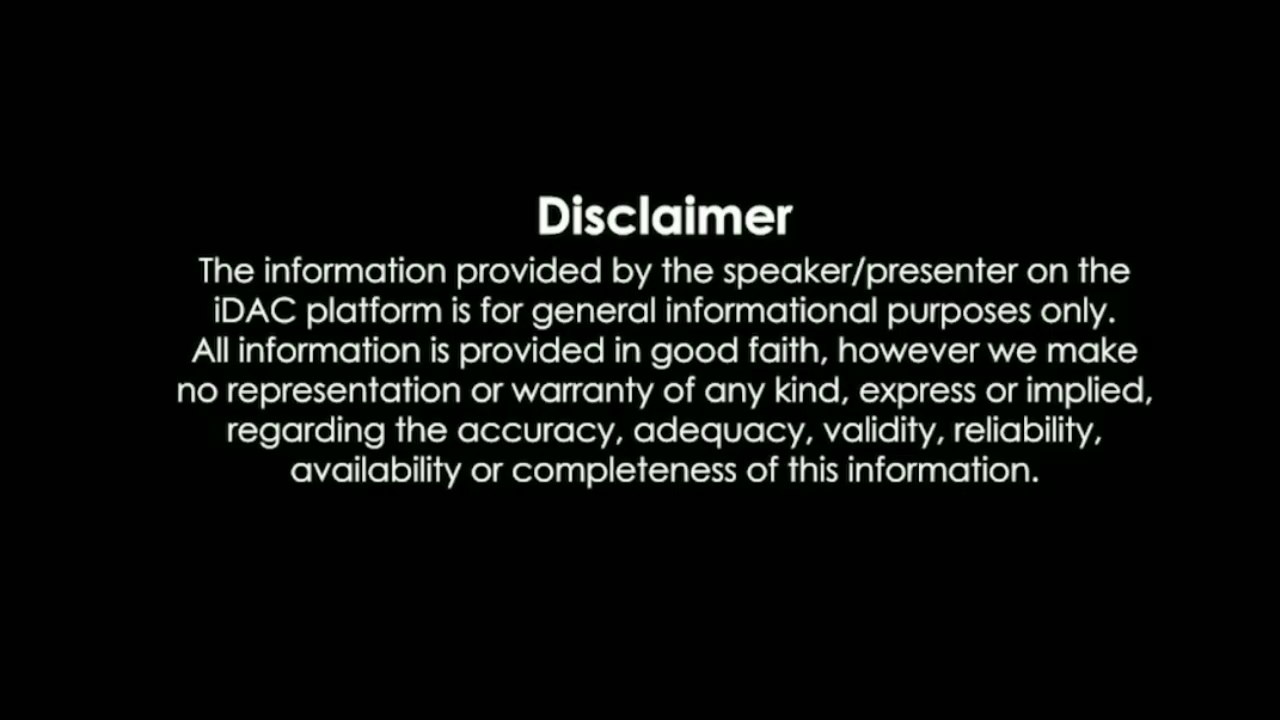 Disclaimer
The information provided by the speaker/presenter on the
iDAC platform is for general informational purposes only.
All information is provided in good faith, however we make
no representation or warranty of any kind, express or implied,
regarding the accuracy, adequacy, validity, reliability,
availability or completeness of this information.